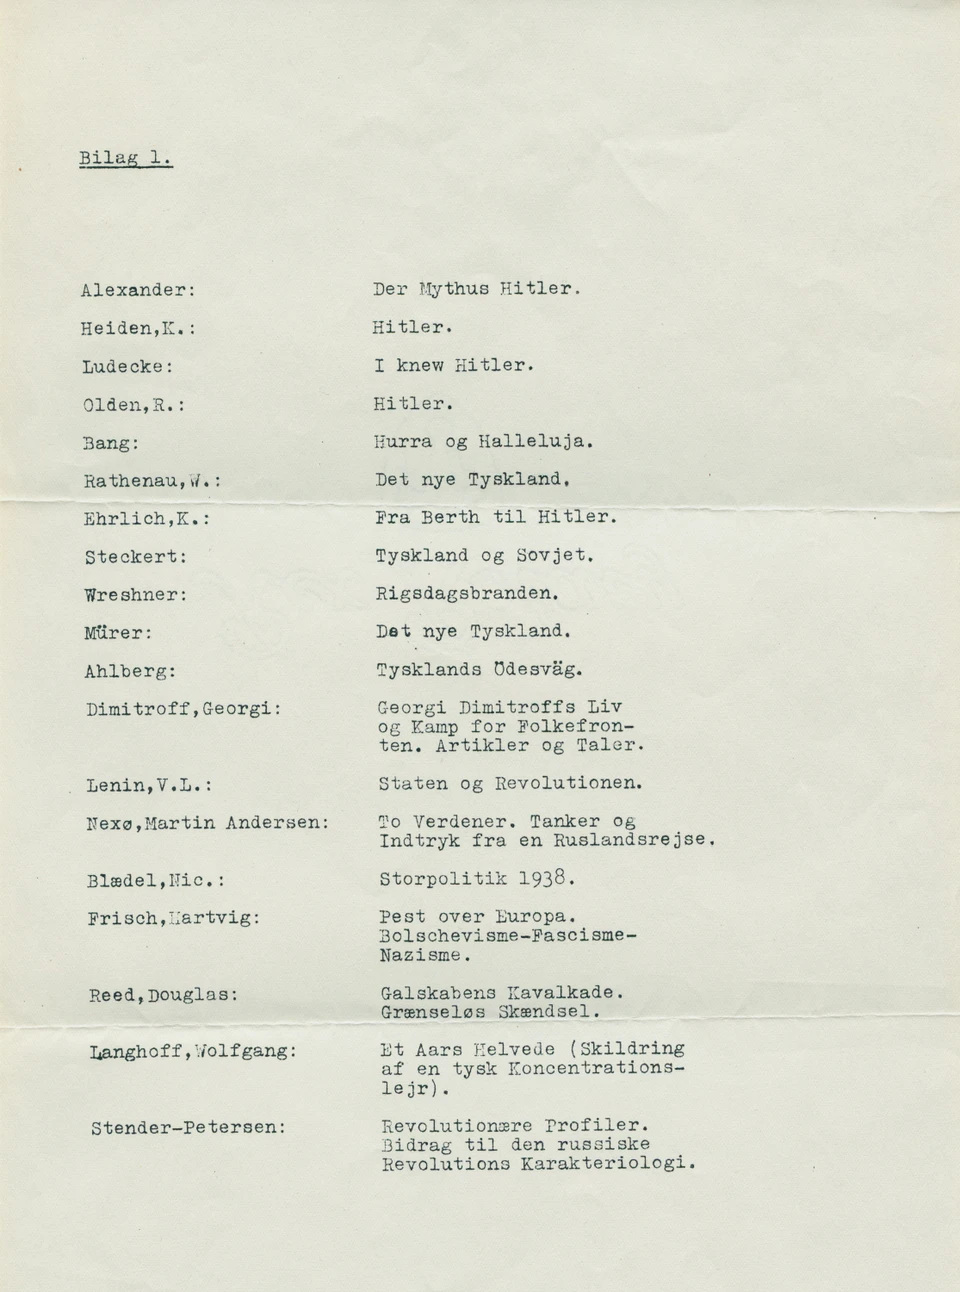 Bilag 1.
Alexander: Der Mythus Hitler.
Heiden,K.: Hitler.
Ludecke: I knew Hitler.
Olden,R.: Hitler.
Bang: Hurra og Halleluja.
Rathenau,W.: Det nye Tyskland.
Ehrlich,K.: Fra Berth til Hitler.
Steckert: Tyskland og Sovjet.
Wreshner: Rigsdagsbranden.
Mürer: Det nye Tyskland.
Ahlberg: Tysklands Ödesväg.
Dimitroff,Georgi: Georgi Dimitroffs Liv
og Kamp for Folkefron-
ten. Artikler og Taler.
Lenin,V.L.: Staten og Revolutionen.
Nexø,Martin Andersen: To Verdener. Tanker og
Indtryk fra en Ruslandsrejse.
Blædel,Nic.: Storpolitik 1938.
Frisch,Hartvig: Pest over Europa.
Bolschevisme-Fascisme-
Nazisme.
Reed,Douglas: Galskabens Kavalkade.
Grænseløs Skændsel.
Langhoff,Wolfgang: Et Aars Helvede (Skildring
af en tysk Koncentrations-
lejr).
Stender-Petersen: Revolutionære Profiler.
Bidrag til den russiske
Revolutions Karakteriologi.